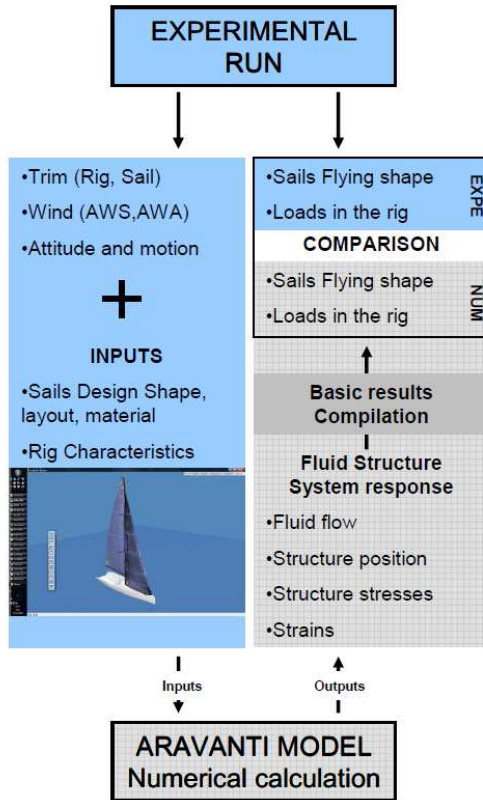 EXPERIMENTAL
RUN
•Trim (Rig, Sail)
•Wind (AWS,AWA)
•Attitude and motion
+
INPUTS
•Sails Design Shape,
layout, material
•Rig Characteristics
•Sails Flying shape
•Loads in the rig
EXPE
COMPARISON
•Sails Flying shape
•Loads in the rig
NUM
Basic results
Compilation
Fluid Structure
System response
•Fluid flow
•Structure position
•Structure stresses
•Strains
Inputs
Outputs
ARAVANTI MODEL
Numerical calculation